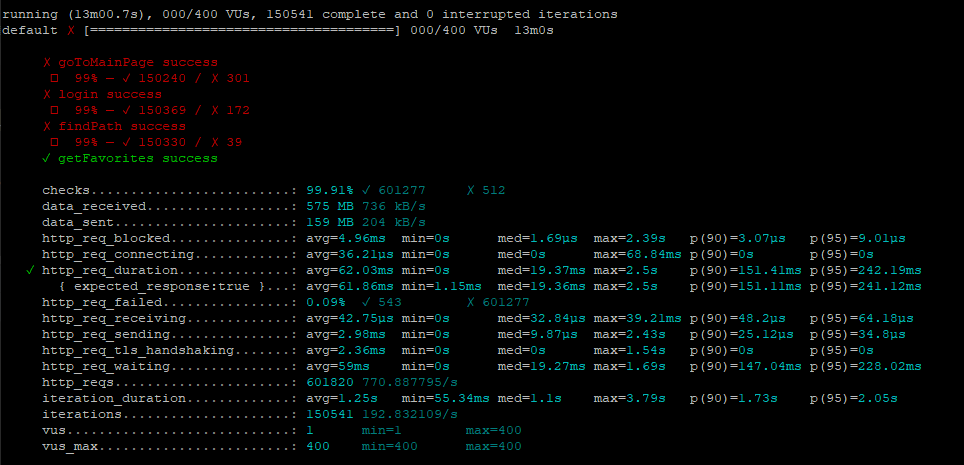 running (13m00.7s), 000/400 VUs, 150541 complete and 0 interrupted iterations
default ✗ [======================================] 000/400 VUs  13m0s
✗ goToMainPage success
99% — ✓ 150240 / ✗ 301
✗ login success
99% — ✓ 150369 / ✗ 172
✗ findPath success
99% — ✓ 150330 / ✗ 39
✓ getFavorites success
checks.........................: 99.91% ✓ 601277 ✗ 512
data_received..................: 575 MB 736 kB/s
data_sent......................: 159 MB 204 kB/s
http_req_blocked...............: avg=4.96ms min=0s med=1.69µs max=2.39s p(90)=3.07µs p(95)=9.01µs
http_req_connecting............: avg=36.21µs min=0s med=0s max=68.84ms p(90)=0s p(95)=0s
✓ http_req_duration..............: avg=62.03ms min=0s med=19.37ms max=2.5s p(90)=151.41ms p(95)=242.19ms
{ expected_response:true }...: avg=61.86ms min=1.15ms med=19.36ms max=2.5s p(90)=151.11ms p(95)=241.12ms
http_req_failed................: 0.09% ✓ 543 ✗ 601277
http_req_receiving.............: avg=42.75µs min=0s med=32.84µs max=39.21ms p(90)=48.2µs p(95)=64.18µs
http_req_sending...............: avg=2.98ms min=0s med=9.87µs max=2.43s p(90)=25.12µs p(95)=34.8µs
http_req_tls_handshaking.......: avg=2.36ms min=0s med=0s max=1.54s p(90)=0s p(95)=0s
http_req_waiting...............: avg=59ms min=0s med=19.27ms max=1.69s p(90)=147.04ms p(95)=228.02ms
http_reqs......................: 601820 770.887795/s
iteration_duration.............: avg=1.25s min=55.34ms med=1.1s max=3.79s p(90)=1.73s p(95)=2.05s
iterations.....................: 150541 192.832109/s
vus............................: 1 min=1 max=400
vus_max........................: 400 min=400 max=400